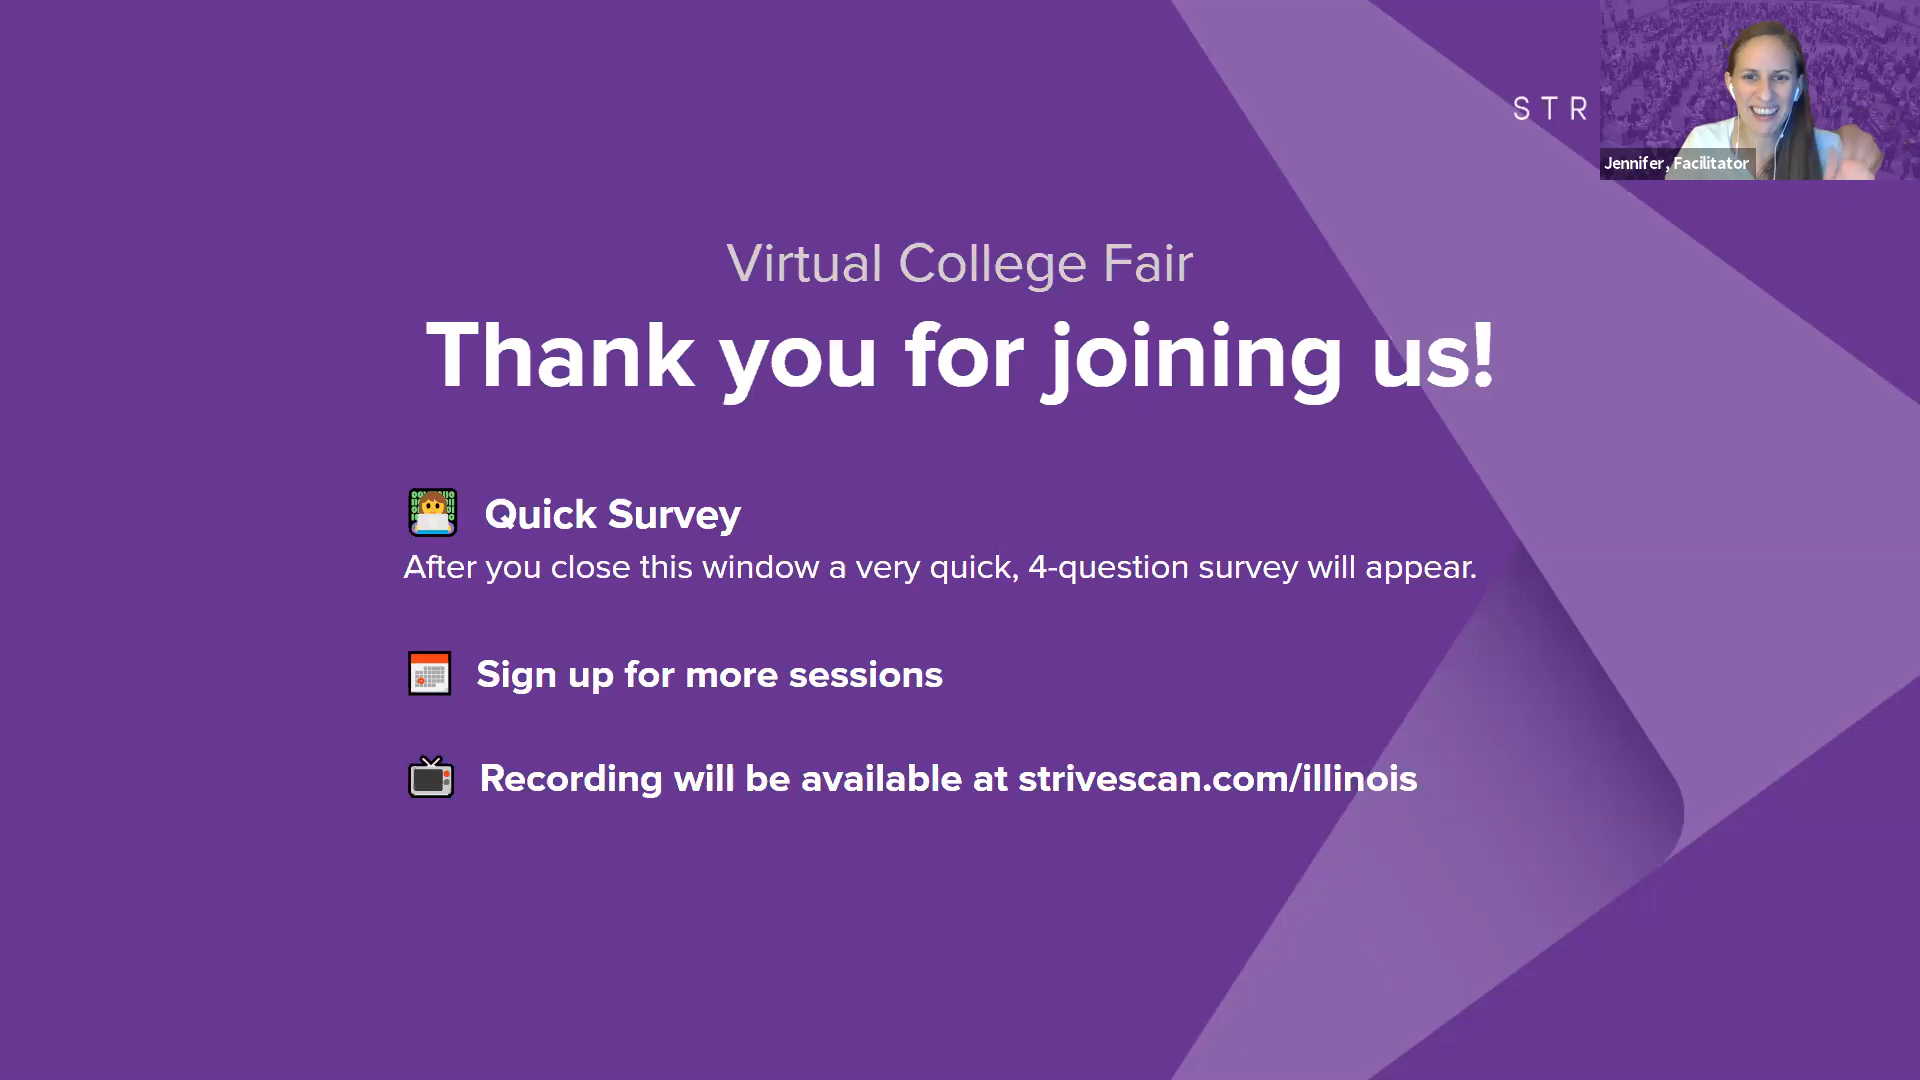 STR
Jennifer, Facilitator
Virtual College Fair
Thank you for joining us!
Quick Survey
After you close this window a very quick, 4-question survey will appear.
Sign up for more sessions
Recording will be available at strivescan.com/illinois